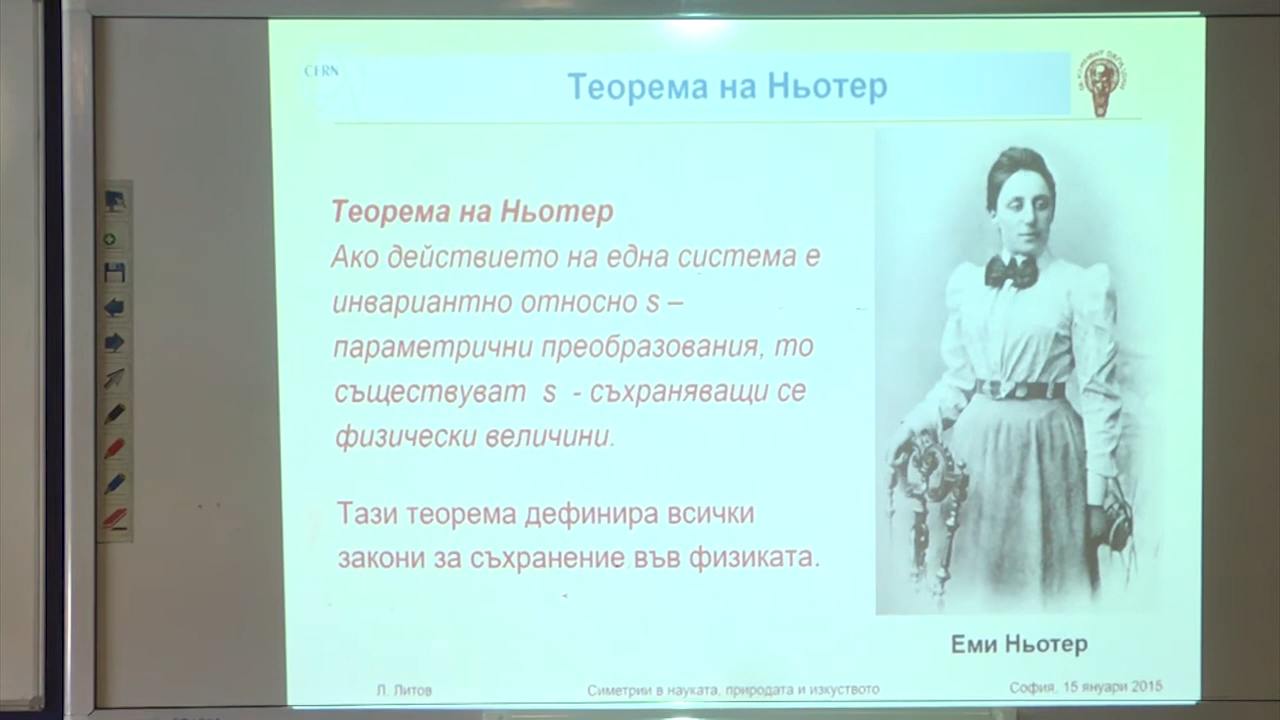 CERN
Теорема на Ньотер
Теорема на Ньотер
Ако действието на една система е
инвариантно относно s –
параметрични преобразования, то
съществуват s - съхраняващи се
физически величини.
Тази теорема дефинира всички
закони за съхранение във физиката.
Еми Ньотер
Л. Литов
Симетрии в науката, природата и изкуството
София, 15 януари 2015